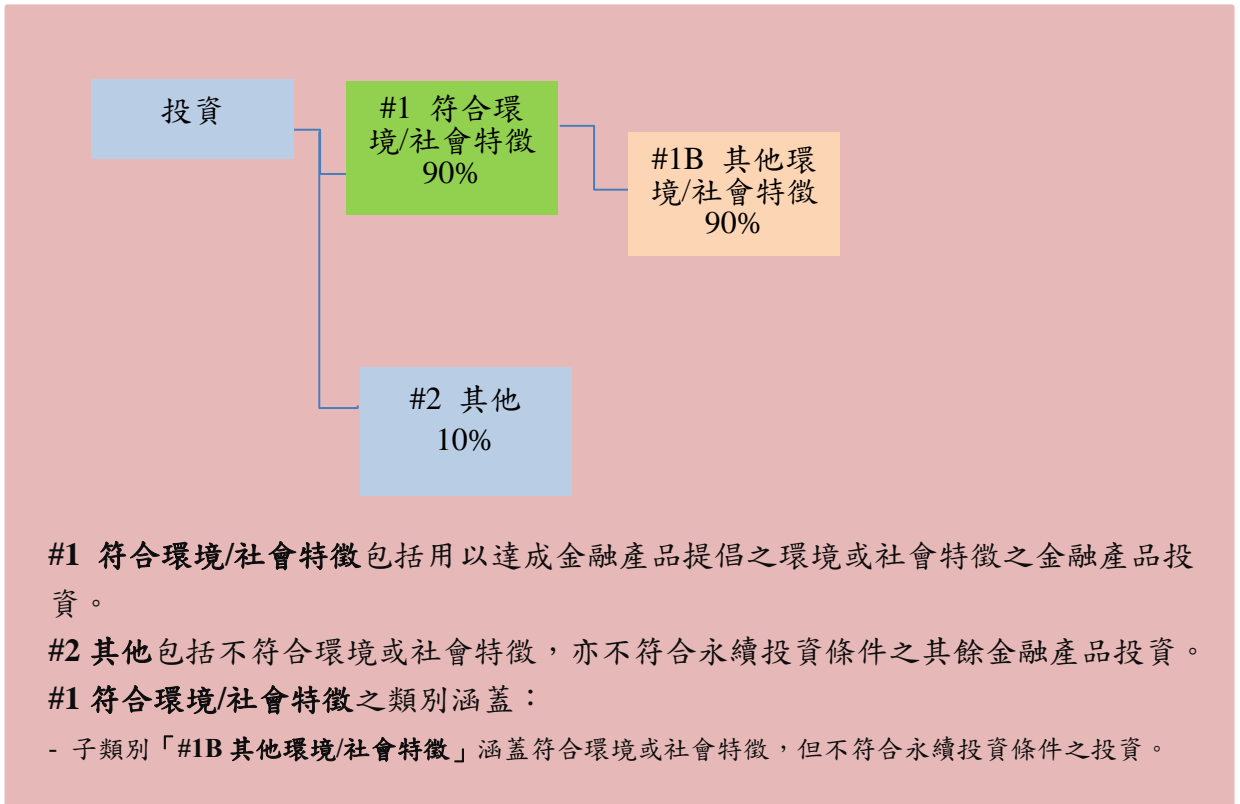 投資
#1 符合環
境/社會特徵
90%
#1B 其他環
境/社會特徵
90%
#2 其他
10%
#1 符合環境/社會特徵包括用以達成金融產品提倡之環境或社會特徵之金融產品投
資。
#2 其他包括不符合環境或社會特徵，亦不符合永續投資條件之其餘金融產品投資。
#1 符合環境/社會特徵之類別涵蓋：
- 子類別「#1B 其他環境/社會特徵」涵蓋符合環境或社會特徵，但不符合永續投資條件之投資。